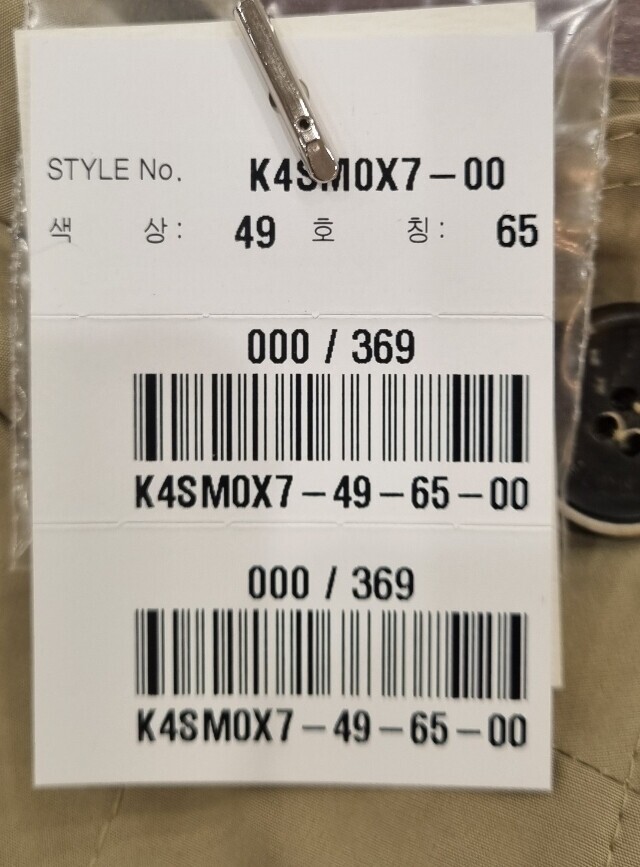 STYLE No. K4SM0X7-00
색 상: 49 호 칭: 65
000 / 369
K4SM0X7-49-65-00
000 / 369
K4SM0X7-49-65-00